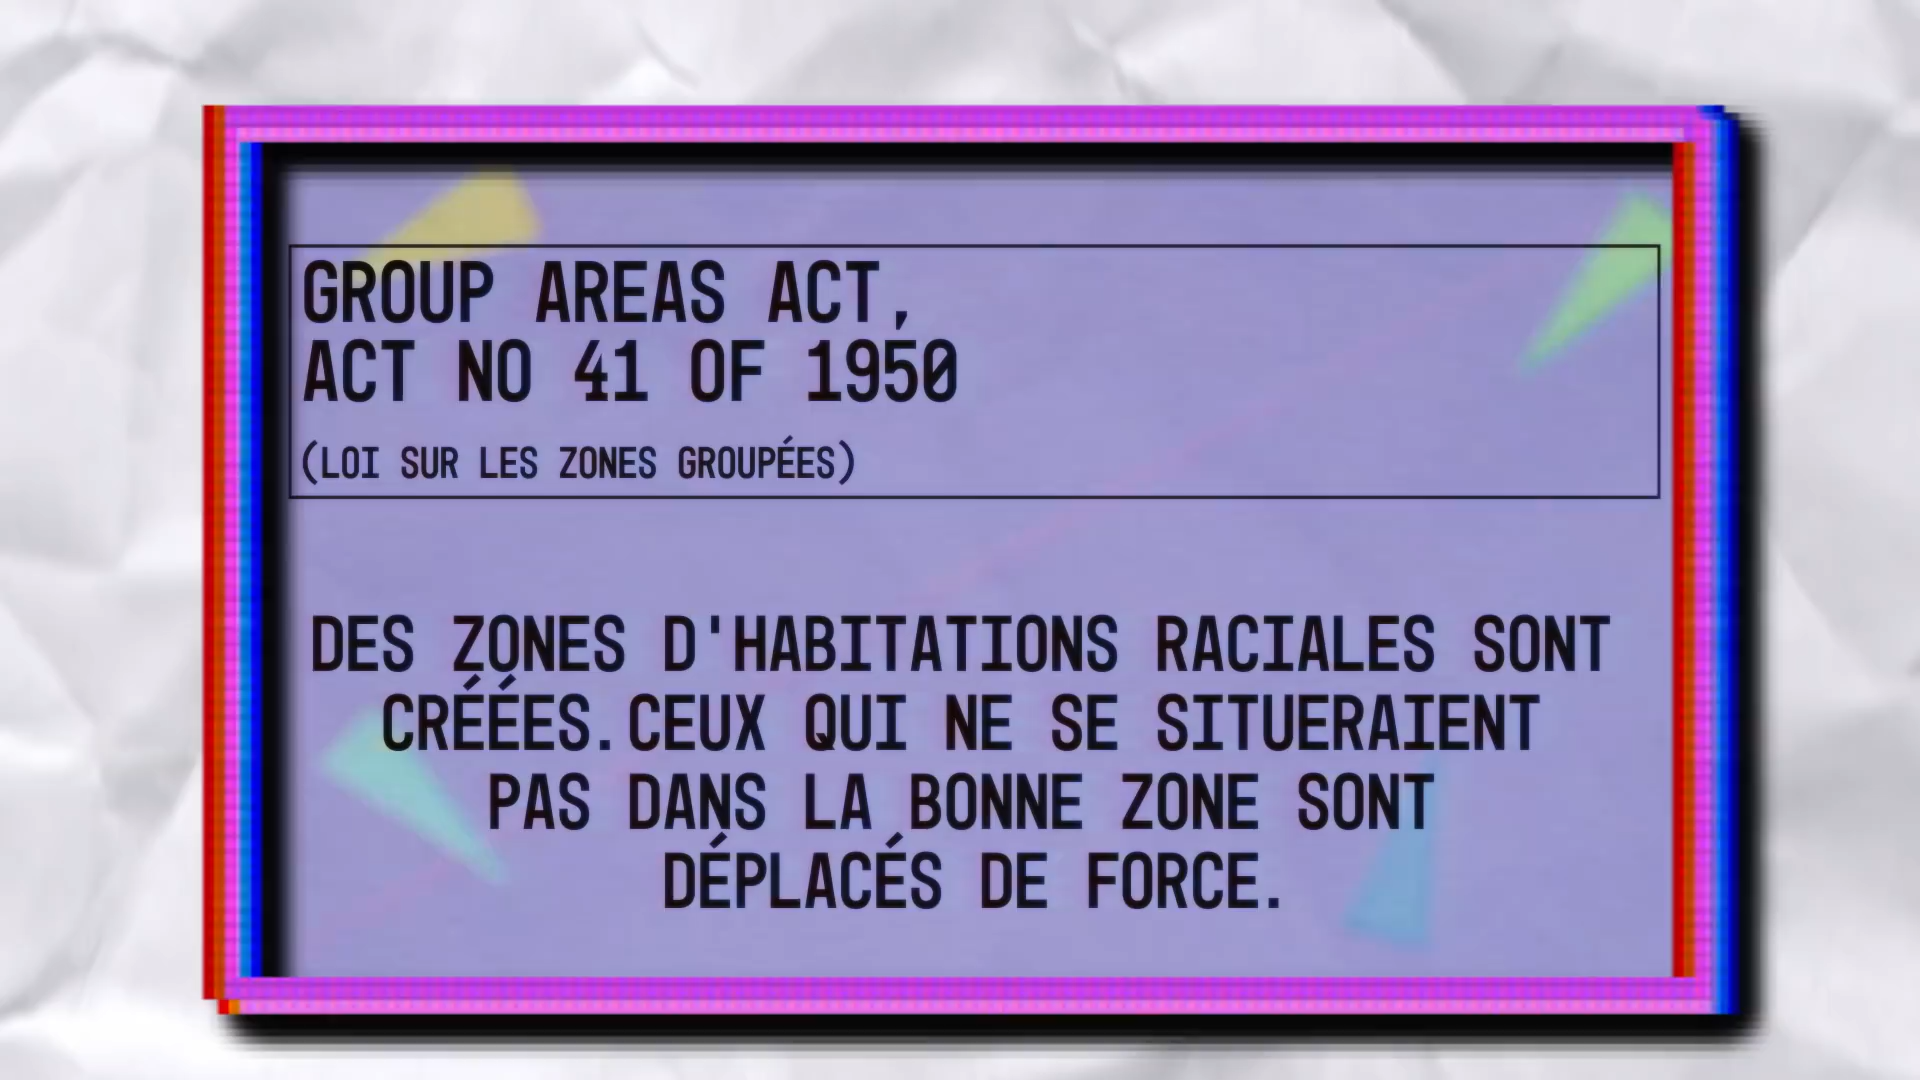 GROUP AREAS ACT,
ACT NO 41 OF 1950
(LOI SUR LES ZONES GROUPÉES)
DES ZONES D'HABITATIONS RACIALES SONT
CRÉÉES.CEUX QUI NE SE SITUERAIENT
PAS DANS LA BONNE ZONE SONT
DÉPLACÉS DE FORCE.